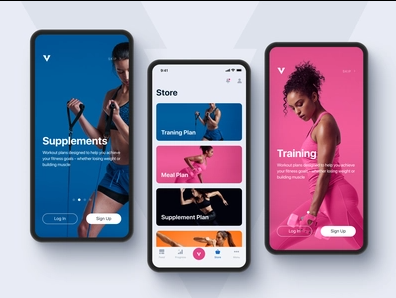 Supplements
Workout plans designed to help you achieve
your fitness goals - whether losing weight or
building muscle
Log In
Sign Up
9:41
Store
Traning Plan
Meal Plan
Supplement Plan
Store
Training
Workout plans designed to help you achieve
your fitness goals - whether losing weight or
building muscle
Log In
Sign Up